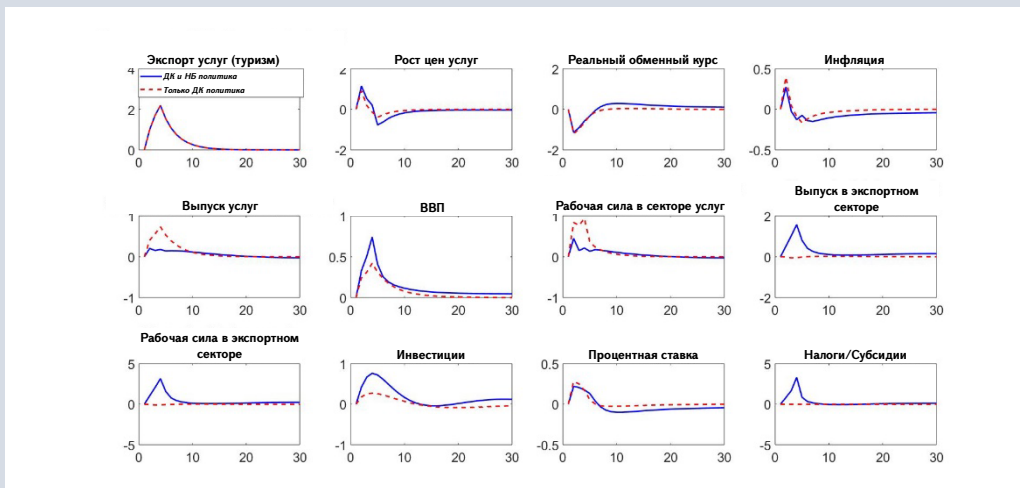 Экспорт услуг (туризм)
4
2
0
0 10 20 30
ДК и НБ политика
Только ДК политика
Рост цен услуг
2
0
-2
0 10 20 30
Реальный обменный курс
2
0
-2
0 10 20 30
Инфляция
0.5
0
-0.5
0 10 20 30
Выпуск услуг
1
0
-1
0 10 20 30
ВВП
1
0.5
0
0 10 20 30
Рабочая сила в секторе услуг
1
0
-1
0 10 20 30
Выпуск в экспортном
секторе
2
0
-2
0 10 20 30
Рабочая сила в экспортном
секторе
5
0
-5
0 10 20 30
Инвестиции
1
0
-1
0 10 20 30
Процентная ставка
0.5
0
-0.5
0 10 20 30
Налоги/Субсидии
5
0
-5
0 10 20 30